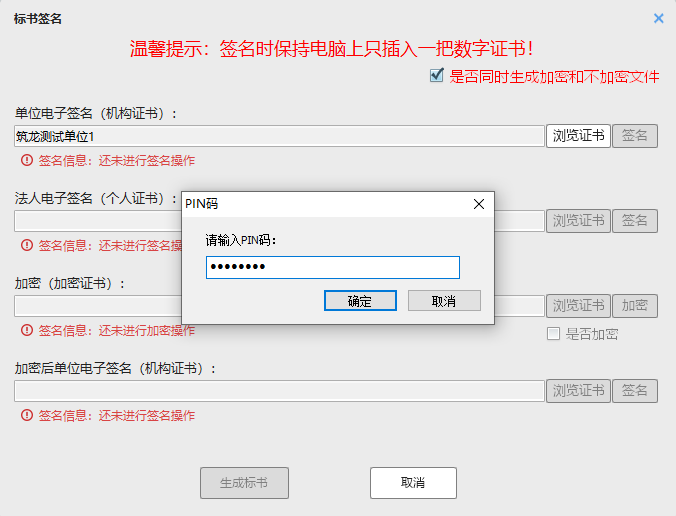 标书签名
温馨提示：签名时保持电脑上只插入一把数字证书！
是否同时生成加密和不加密文件
单位电子签名（机构证书）：
筑龙测试单位1 浏览证书 签名
签名信息：还未进行签名操作
法人电子签名（个人证书）：
浏览证书 签名
签名信息：还未进行签名操
PIN码
请输入PIN码：
确定 取消
加密（加密证书）：
浏览证书 加密
签名信息：还未进行加密操作
是否加密
加密后单位电子签名（机构证书）：
浏览证书 签名
签名信息：还未进行签名操作
生成标书 取消